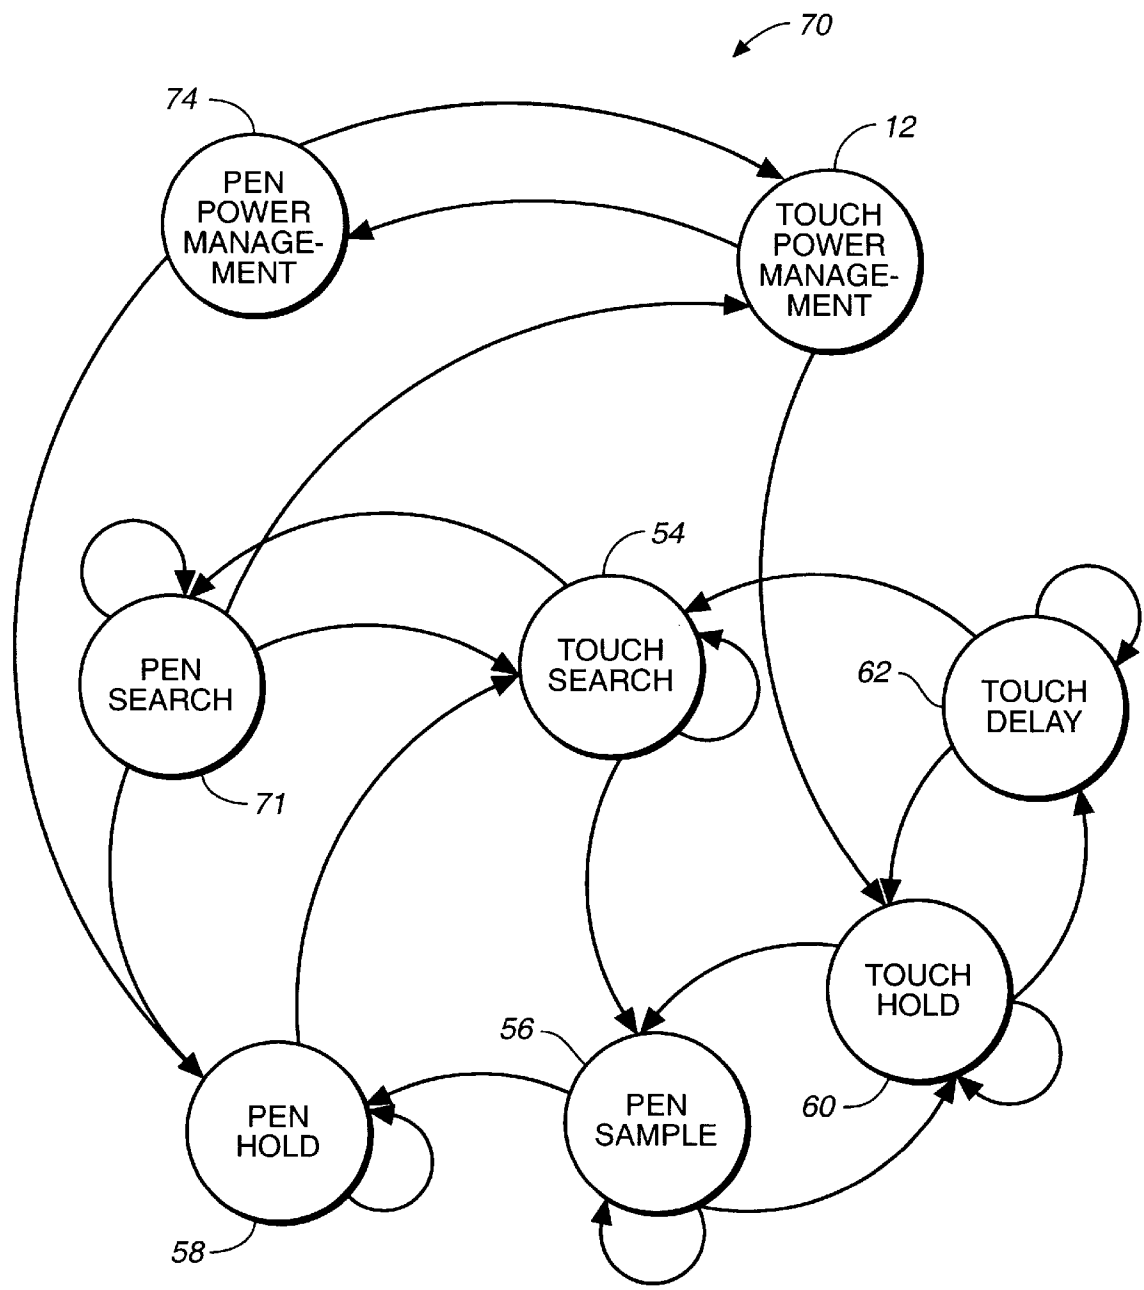 70
74
12
PEN
POWER
MANAGE-
MENT
TOUCH
POWER
MANAGE-
MENT
54
PEN
SEARCH
TOUCH
SEARCH
62
TOUCH
DELAY
71
TOUCH
HOLD
56
60
PEN
HOLD
PEN
SAMPLE
58